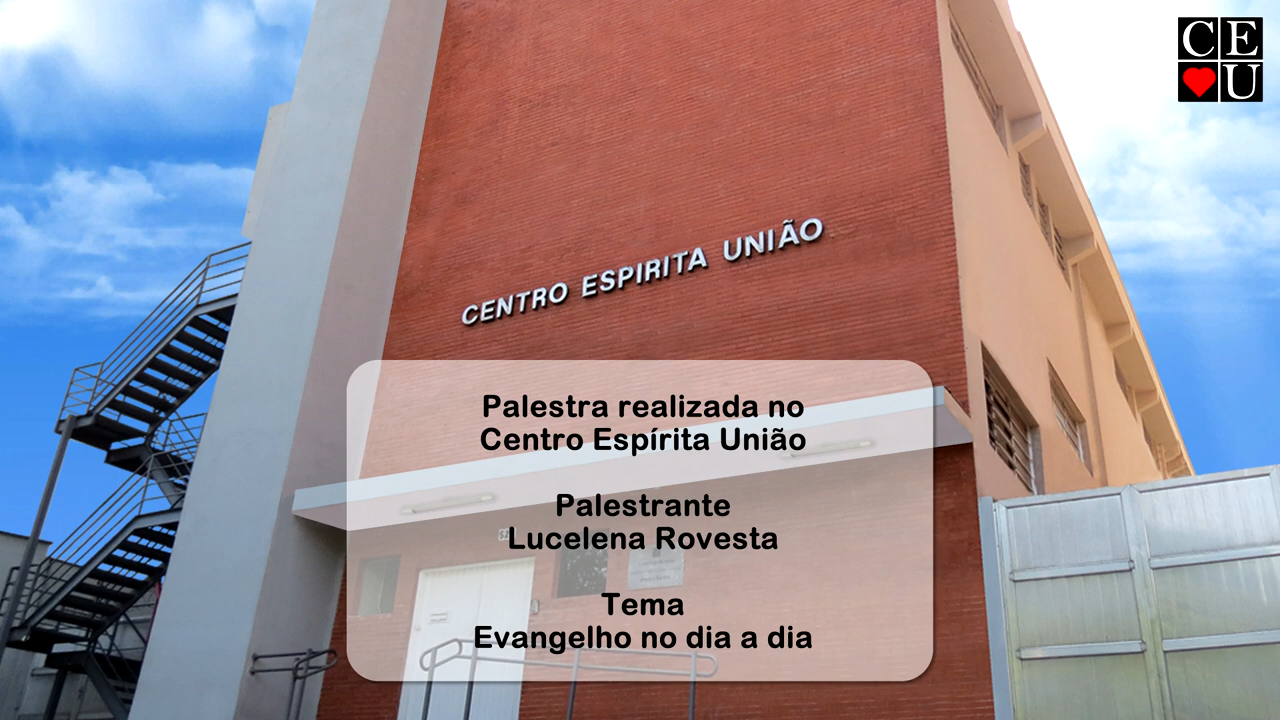 CE
U
CENTRO ESPIRITA UNIÃO
Palestra realizada no
Centro Espírita União
Palestrante
Lucelena Rovesta
Tema
Evangelho no dia a dia